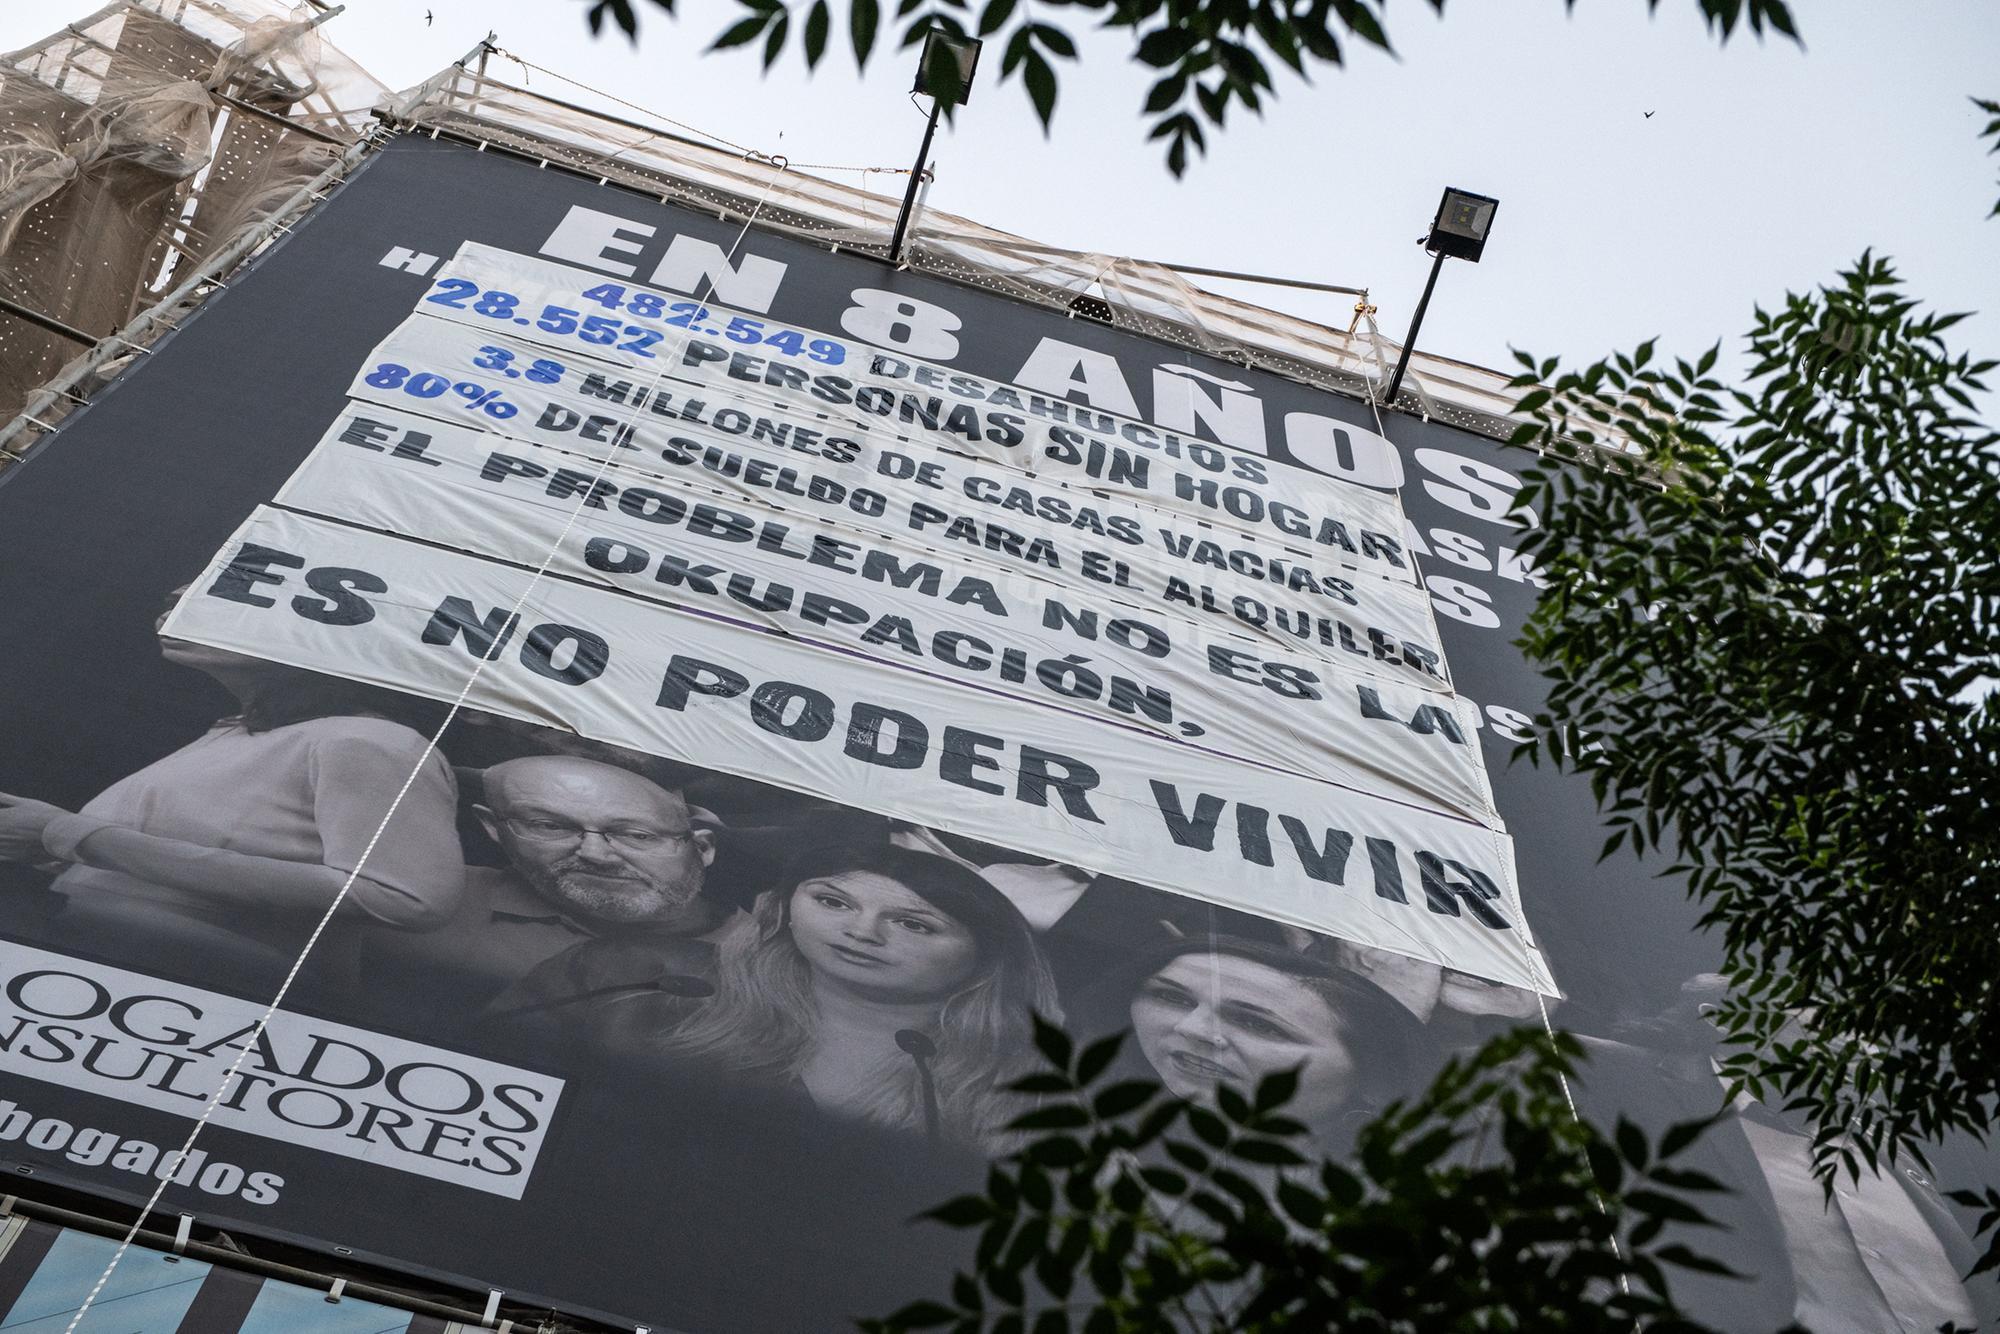 EN 8 AÑOS
482.549 DESAHUCIOS
28.552 PERSONAS SIN HOGAR
3,8 MILLONES DE CASAS VACÍAS
80% DEL SUELDO PARA EL ALQUILER
EL PROBLEMA NO ES LA
OKUPACIÓN,
ES NO PODER VIVIR
OGADOS
NSULTORES
bogados